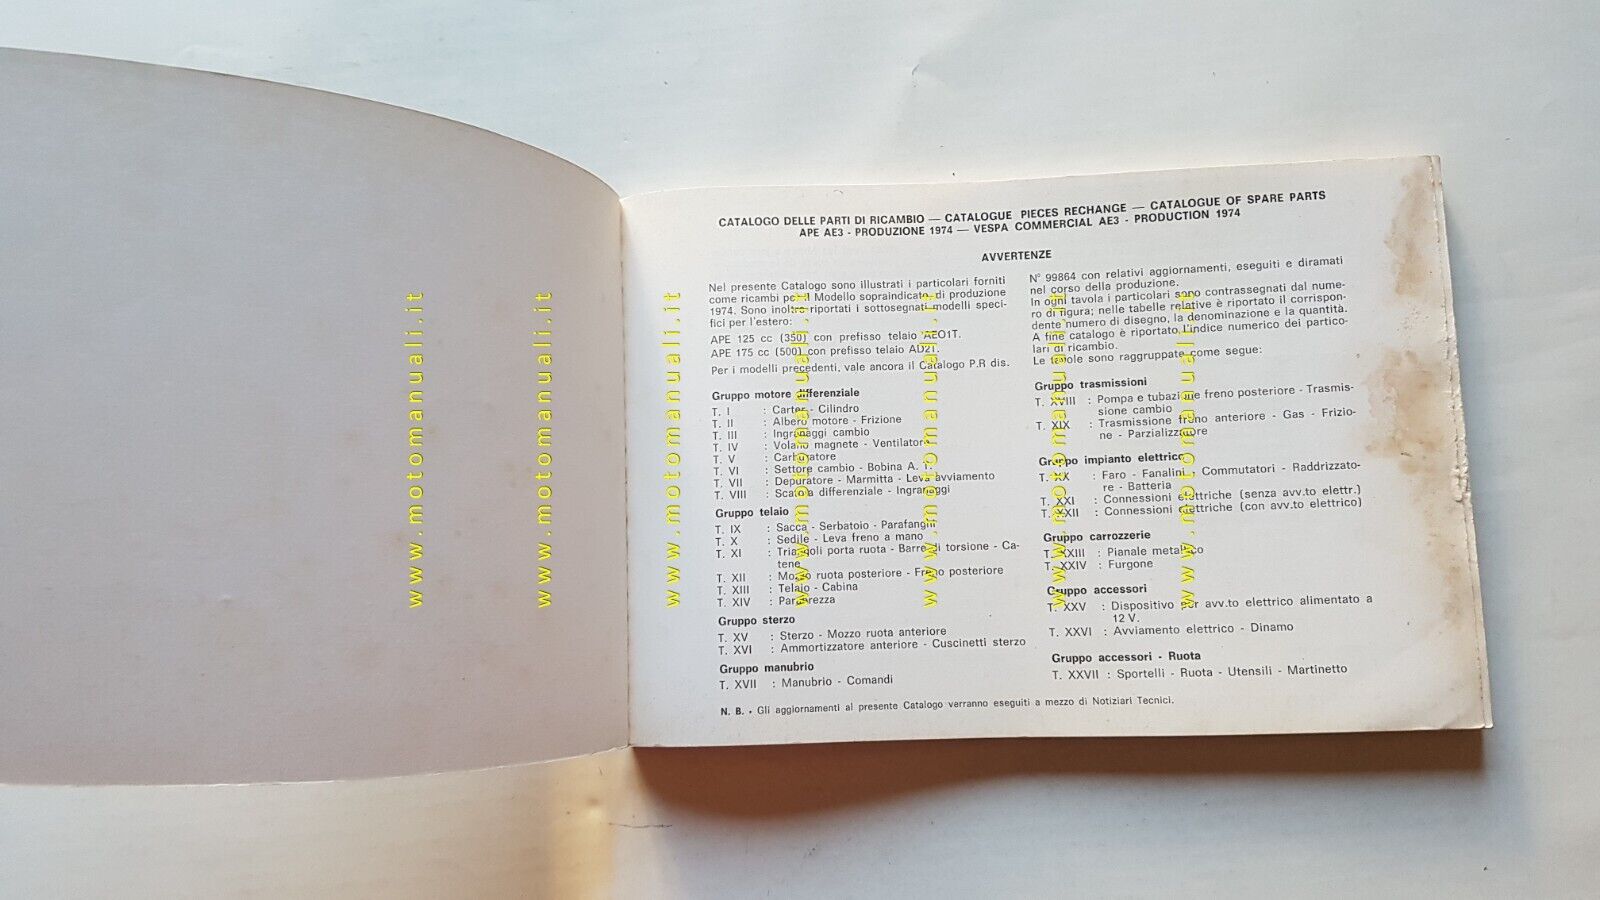 CATALOGO DELLE PARTI DI RICAMBIO — CATALOGUE PIECES RECHANGE — CATALOGUE OF SPARE PARTS
APE AE3 - PRODUZIONE 1974 — VESPA COMMERCIAL AE3 - PRODUCTION 1974
AVVERTENZE
Nel presente Catalogo sono illustrati i particolari forniti
come ricambi per il Modello sopraindicato di produzione
1974. Sono inoltre riportati i sottosegnati modelli speci-
fici per l'estero:
APE 125 cc (350) con prefisso telaio AEO1T.
APE 175 cc (500) con prefisso telaio AD2T.
Per i modelli precedenti, vale ancora il Catalogo P.R dis.
Gruppo motore differenziale
T. I : Carter - Cilindro
T. II : Albero motore - Frizione
T. III : Ingranaggi cambio
T. IV : Volano magnete - Ventilatore
T. V : Carburatore
T. VI : Settore cambio - Bobina A. T.
T. VII : Depuratore - Marmitta - Leva avviamento
T. VIII : Scatola differenziale - Ingranaggi
Gruppo telaio
T. IX : Sacca - Serbatoio - Parafanghi
T. X : Sedile - Leva freno a mano
T. XI : Triangoli porta ruota - Barre di torsione - Ca-
tene
T. XII : Mozzo ruota posteriore - Freno posteriore
T. XIII : Telaio - Cabina
T. XIV : Parabrezza
Gruppo sterzo
T. XV : Sterzo - Mozzo ruota anteriore
T. XVI : Ammortizzatore anteriore - Cuscinetti sterzo
Gruppo manubrio
T. XVII : Manubrio - Comandi
N° 99864 con relativi aggiornamenti, eseguiti e diramati
nel corso della produzione.
In ogni tavola i particolari sono contrassegnati dal nume-
ro di figura; nelle tabelle relative è riportato il corrispon-
dente numero di disegno, la denominazione e la quantità.
A fine catalogo è riportato l'indice numerico dei partico-
lari di ricambio.
Le tavole sono raggruppate come segue:
Gruppo trasmissioni
T. XVIII : Pompa e tubazione freno posteriore - Trasmis-
sione cambio
T. XIX : Trasmissione freno anteriore - Gas - Frizio-
ne - Parzializzatore
Gruppo impianto elettrico
T. XX : Faro - Fanalini - Commutatori - Raddrizzato-
re - Batteria
T. XXI : Connessioni elettriche (senza avv.to elettr.)
T. XXII : Connessioni elettriche (con avv.to elettrico)
Gruppo carrozzerie
T. XXIII : Pianale metallico
T. XXIV : Furgone
Gruppo accessori
T. XXV : Dispositivo per avv.to elettrico alimentato a
12 V.
T. XXVI : Avviamento elettrico - Dinamo
Gruppo accessori - Ruota
T. XXVII : Sportelli - Ruota - Utensili - Martinetto
N. B. - Gli aggiornamenti al presente Catalogo verranno eseguiti a mezzo di Notiziari Tecnici.
www.motomanuali.it
www.motomanuali.it
www.motomanuali.it
www.motomanuali.it
www.motomanuali.it
www.motomanuali.it
www.motomanuali.it